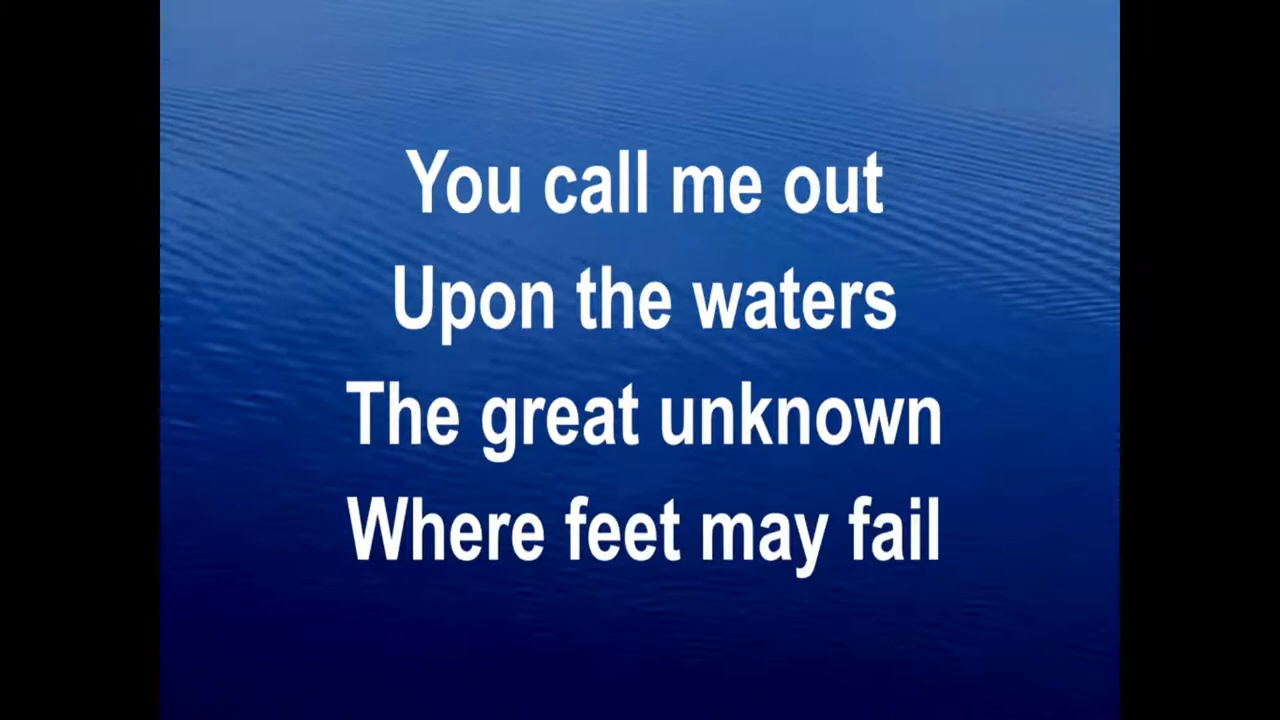 You call me out
Upon the waters
The great unknown
Where feet may fail